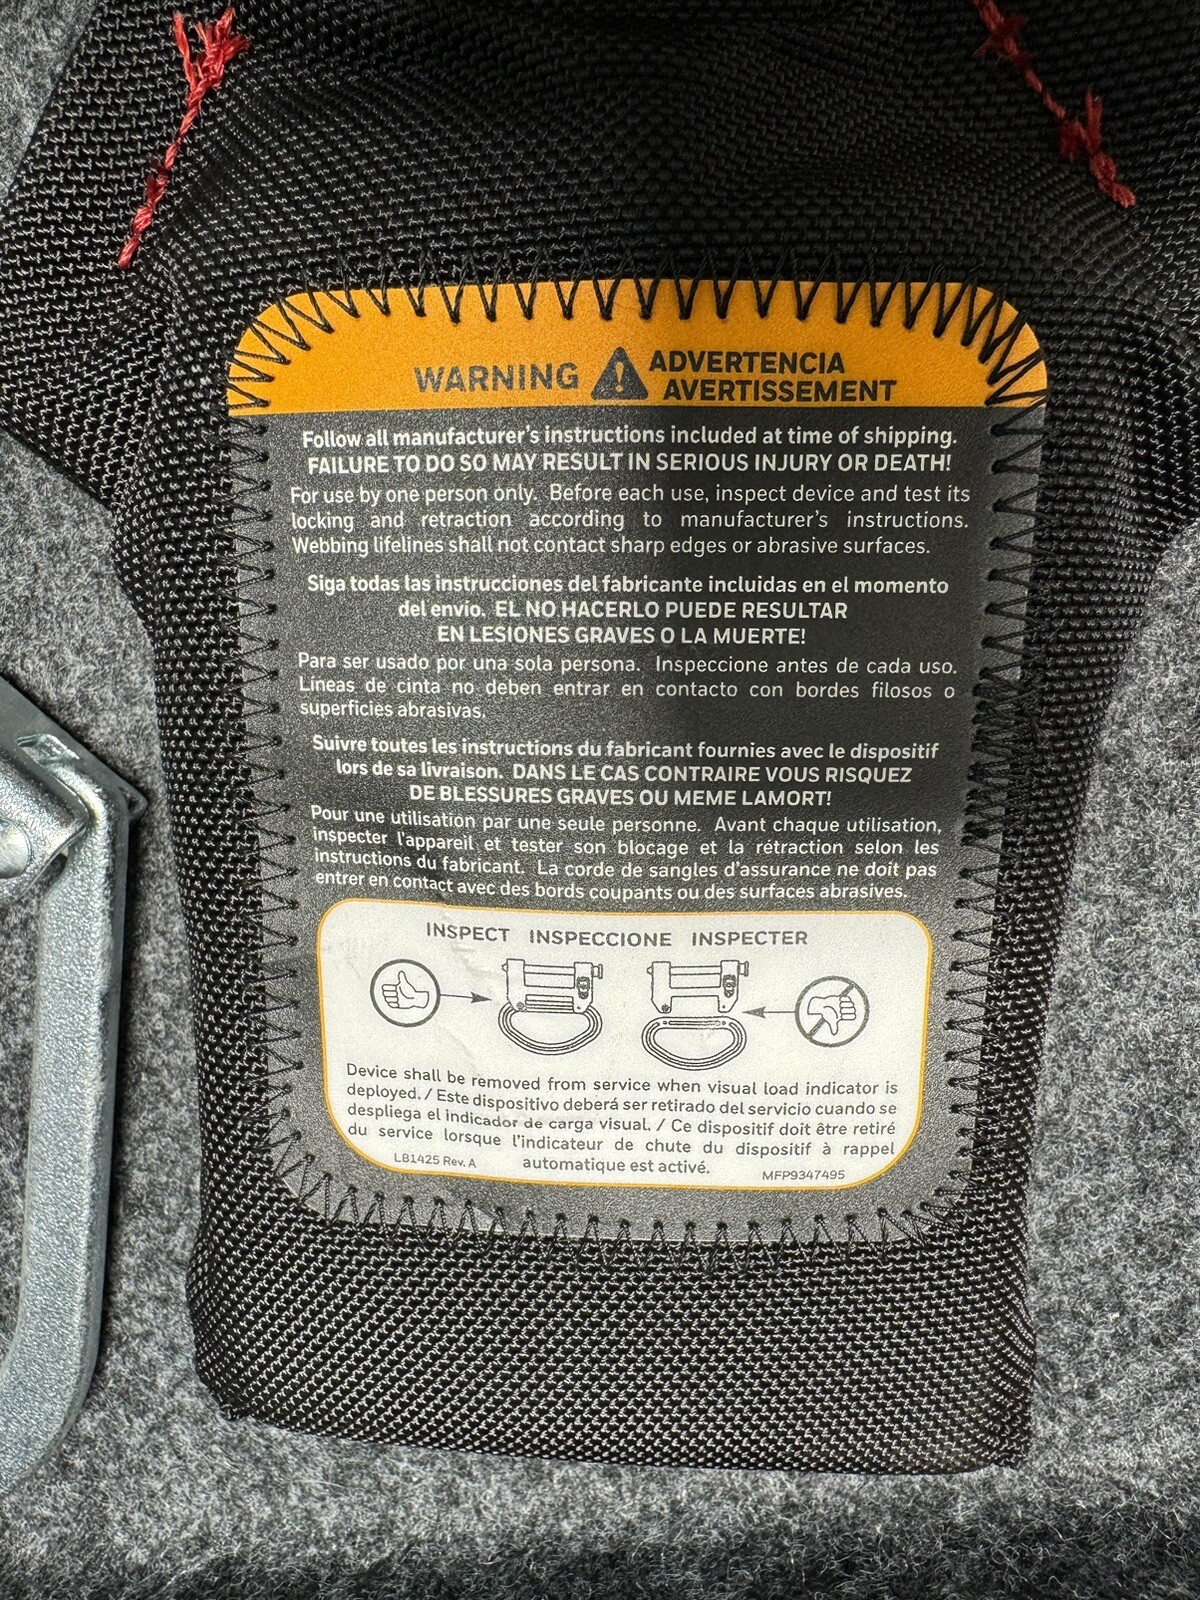 WARNING
ADVERTENCIA
AVERTISSEMENT
Follow all manufacturer's instructions included at time of shipping.
FAILURE TO DO SO MAY RESULT IN SERIOUS INJURY OR DEATH!
For use by one person only. Before each use, inspect device and test its
locking and retraction according to manufacturer's instructions.
Webbing lifelines shall not contact sharp edges or abrasive surfaces.
Siga todas las instrucciones del fabricante incluidas en el momento
del envio. EL NO HACERLO PUEDE RESULTAR
EN LESIONES GRAVES O LA MUERTE!
Para ser usado por una sola persona. Inspeccione antes de cada uso.
Líneas de cinta no deben entrar en contacto con bordes filosos o
superficies abrasivas.
Suivre toutes les instructions du fabricant fournies avec le dispositif
lors de sa livraison. DANS LE CAS CONTRAIRE VOUS RISQUEZ
DE BLESSURES GRAVES OU MEME LAMORT!
Pour une utilisation par une seule personne. Avant chaque utilisation,
inspecter l'appareil et tester son blocage et la rétraction selon les
instructions du fabricant. La corde de sangles d'assurance ne doit pas
entrer en contact avec des bords coupants ou des surfaces abrasives.
INSPECT INSPECCIONE INSPECTER
Device shall be removed from service when visual load indicator is
deployed. / Este dispositivo deberá ser retirado del servicio cuando se
despliega el indicador de carga visual. / Ce dispositif doit être retiré
du service lorsque l'indicateur de chute du dispositif à rappel
automatique est activé.
LB1425 Rev. A
MFP9347495